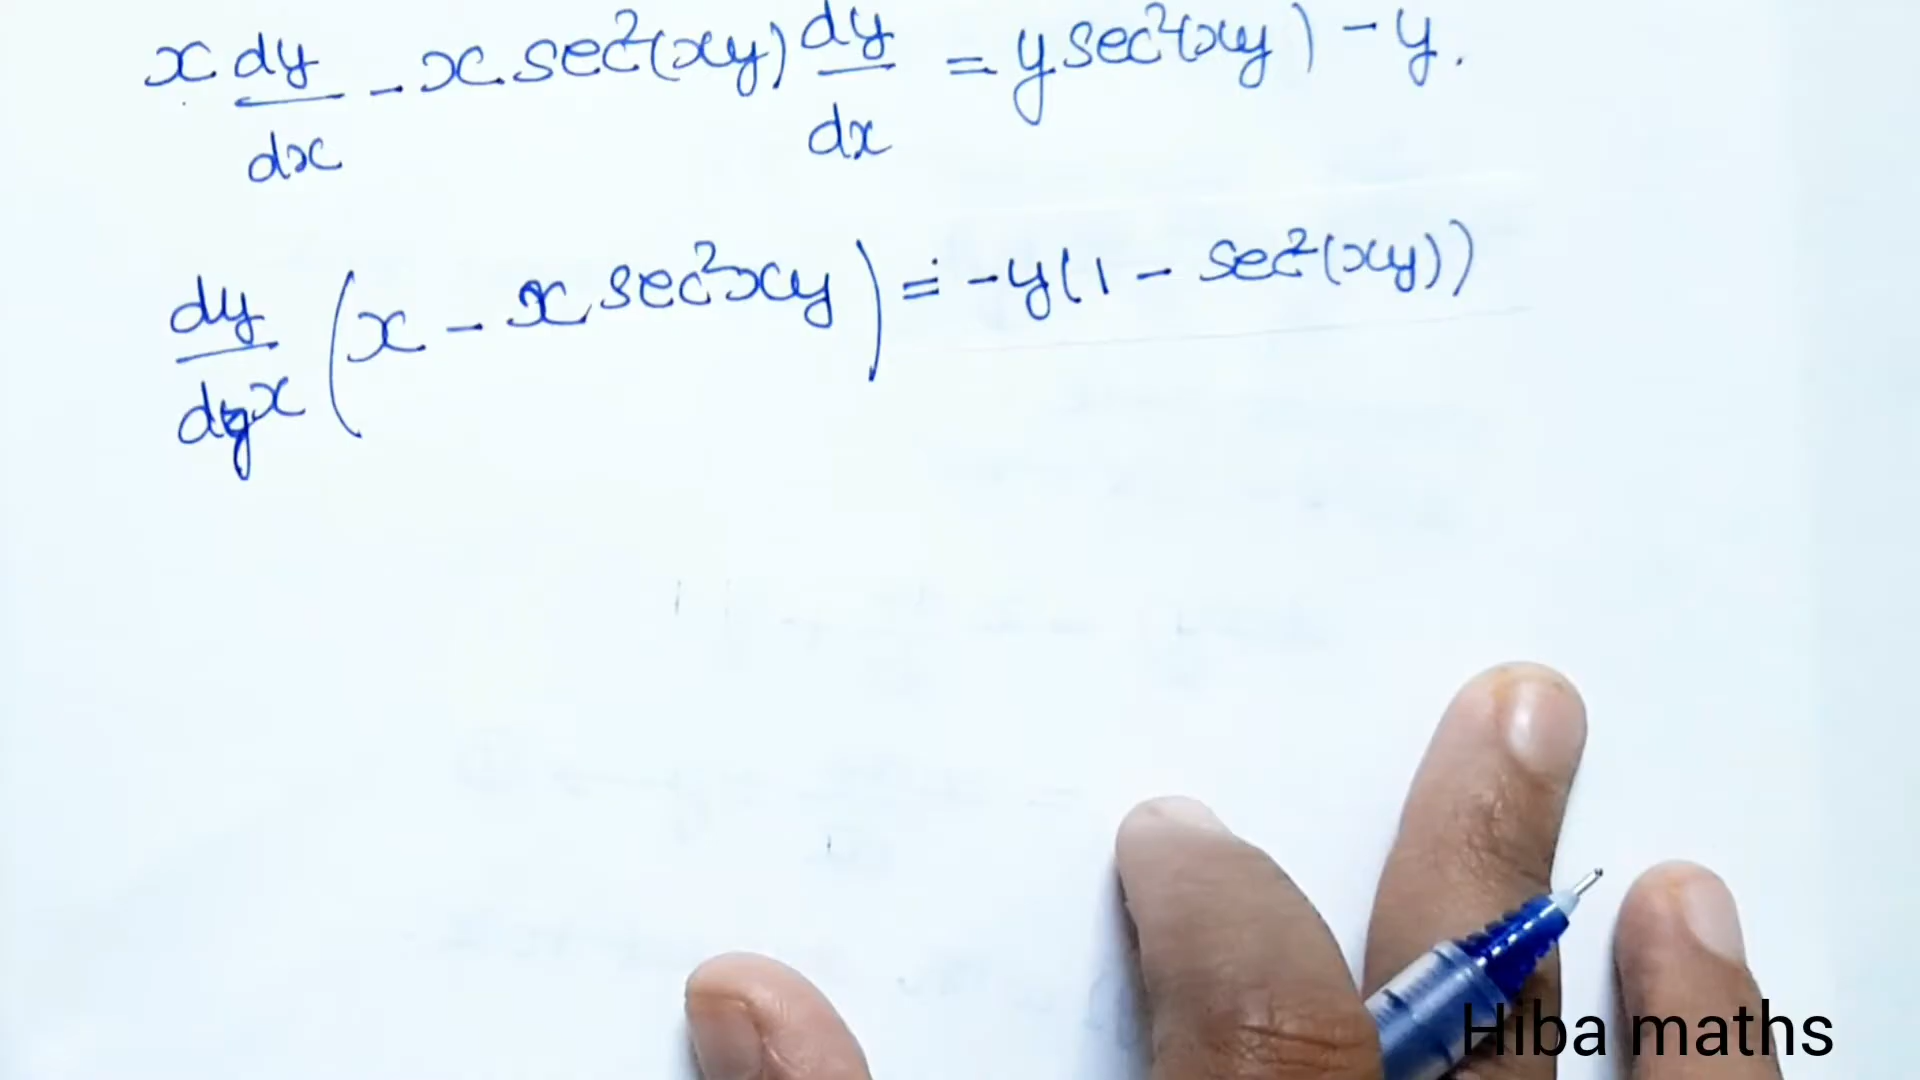 x dy/dx - x sec²(xy) dy/dx = y sec²(xy) - y.
dy/dx (x - x sec²xy) = -y(1 - sec²(xy))
Hiba maths